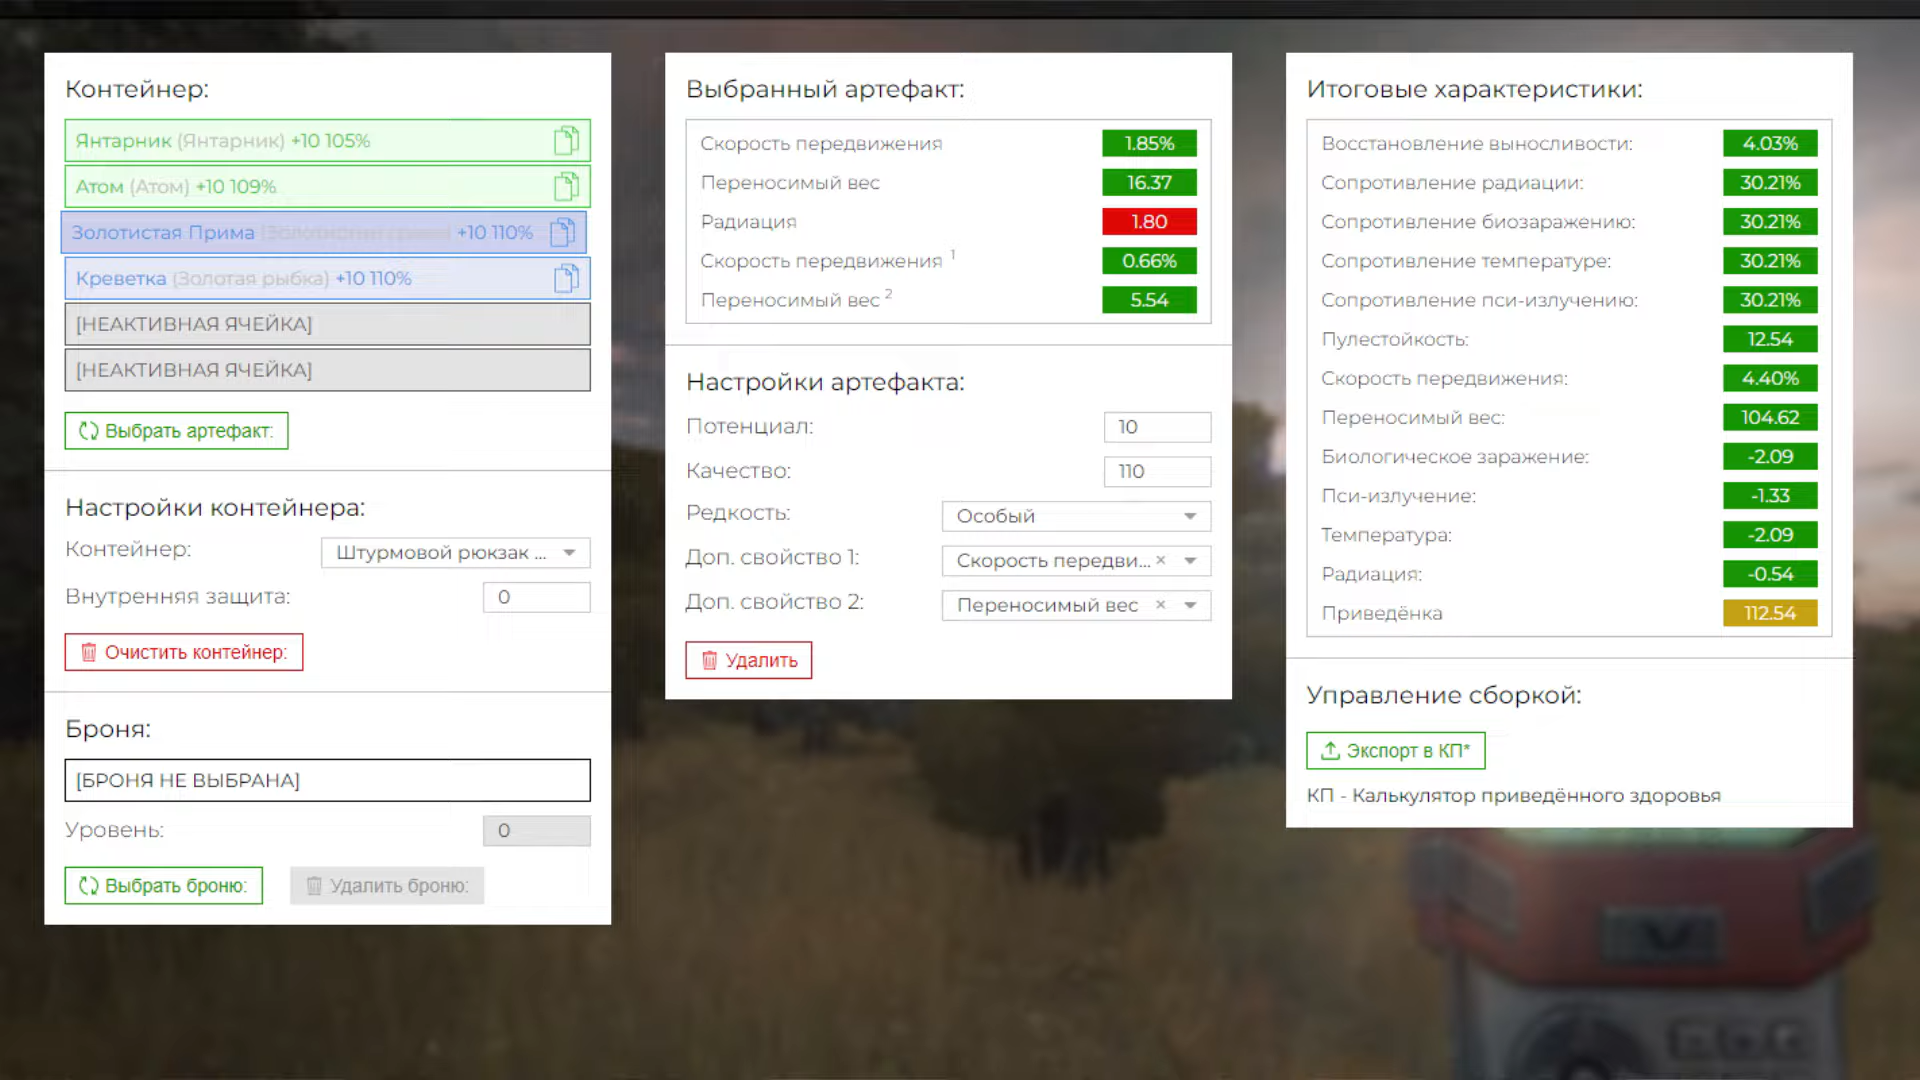 Контейнер:
Янтарник (Янтарник) +10 105%
Атом (Атом) +10 109%
Золотистая Прима +10 110%
Креветка (Золотая рыбка) +10 110%
[НЕАКТИВНАЯ ЯЧЕЙКА]
[НЕАКТИВНАЯ ЯЧЕЙКА]
Выбрать артефакт:
Настройки контейнера:
Контейнер: Штурмовой рюкзак ...
Внутренняя защита: 0
Очистить контейнер:
Броня:
[БРОНЯ НЕ ВЫБРАНА]
Уровень: 0
Выбрать броню: Удалить броню:
Выбранный артефакт:
Скорость передвижения 1.85%
Переносимый вес 16.37
Радиация 1.80
Скорость передвижения 1 0.66%
Переносимый вес 2 5.54
Настройки артефакта:
Потенциал: 10
Качество: 110
Редкость: Особый
Доп. свойство 1: Скорость передви... ×
Доп. свойство 2: Переносимый вес ×
Удалить
Итоговые характеристики:
Восстановление выносливости: 4.03%
Сопротивление радиации: 30.21%
Сопротивление биозаражению: 30.21%
Сопротивление температуре: 30.21%
Сопротивление пси-излучению: 30.21%
Пулестойкость: 12.54
Скорость передвижения: 4.40%
Переносимый вес: 104.62
Биологическое заражение: -2.09
Пси-излучение: -1.33
Температура: -2.09
Радиация: -0.54
Приведёнка 112.54
Управление сборкой:
Экспорт в КП*
КП - Калькулятор приведённого здоровья